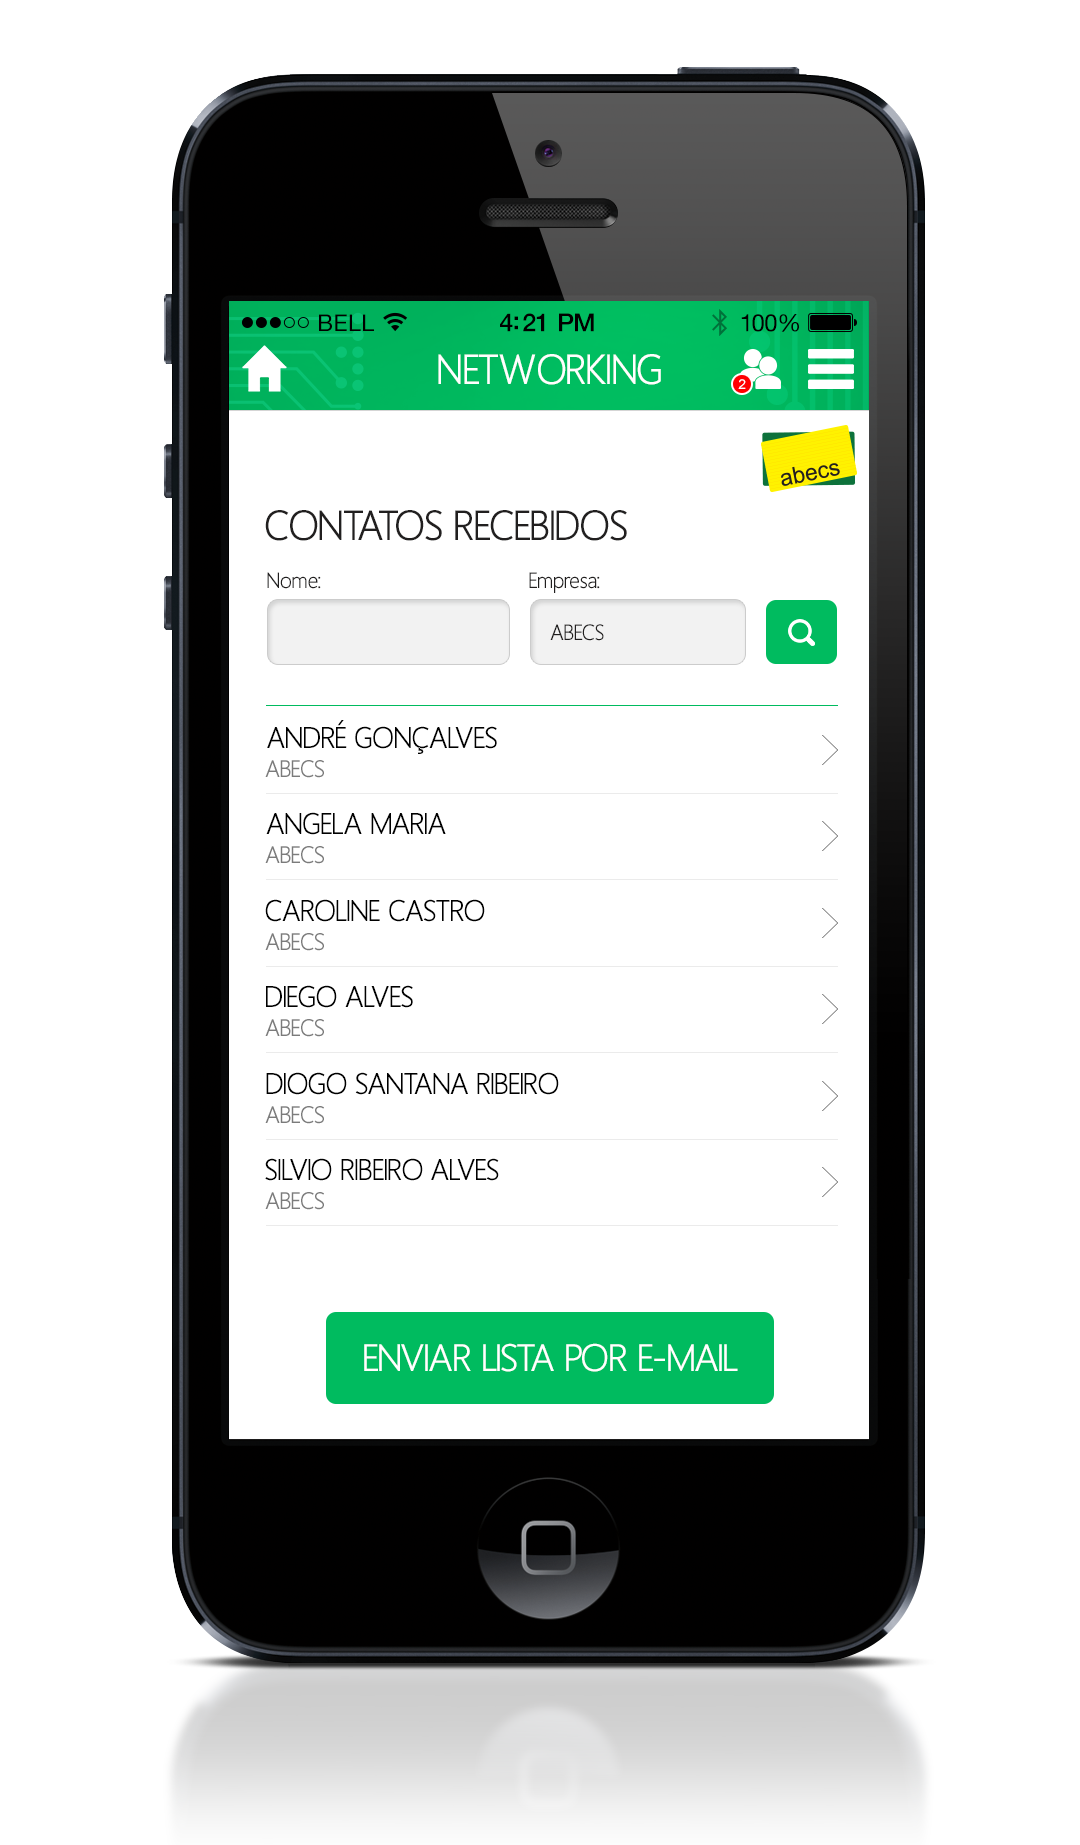 BELL 4:21 PM 100%
NETWORKING 2
abecs
CONTATOS RECEBIDOS
Nome: Empresa:
ABECS
ANDRÉ GONÇALVES
ABECS
ANGELA MARIA
ABECS
CAROLINE CASTRO
ABECS
DIEGO ALVES
ABECS
DIOGO SANTANA RIBEIRO
ABECS
SILVIO RIBEIRO ALVES
ABECS
ENVIAR LISTA POR E-MAIL